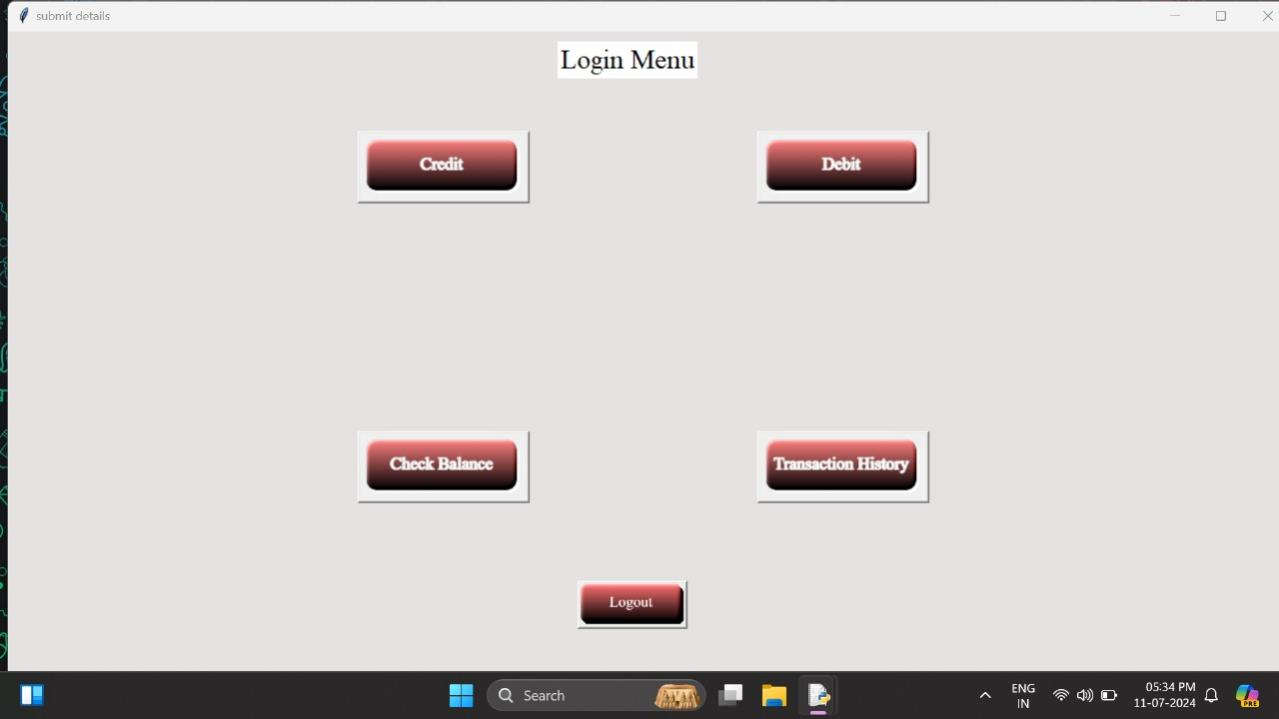 submit details
Login Menu
Credit
Debit
Check Balance
Transaction History
Logout
Search
ENG
IN
05:34 PM
11-07-2024
PRE